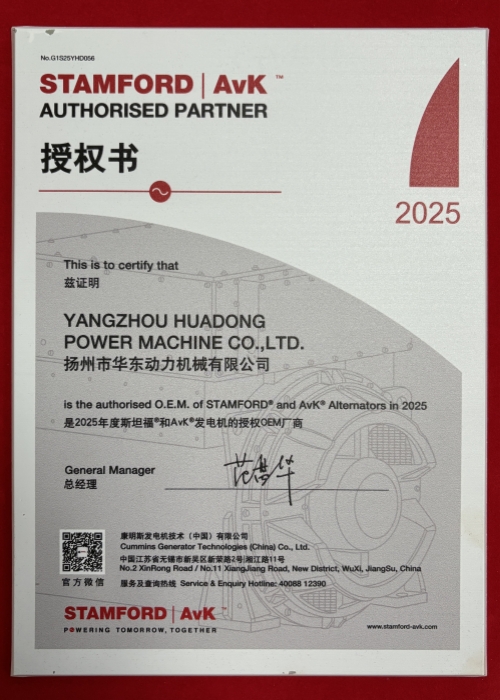 No.G1S25YHD056
STAMFORD | AvK ™
AUTHORISED PARTNER
授权书
2025
This is to certify that
兹证明
YANGZHOU HUADONG
POWER MACHINE CO.,LTD.
扬州市华东动力机械有限公司
is the authorised O.E.M. of STAMFORD® and AvK® Alternators in 2025
是2025年度斯坦福®和AvK®发电机的授权OEM厂商
General Manager
总经理
康明斯发电机技术（中国）有限公司
Cummins Generator Technologies (China) Co., Ltd.
中国江苏省无锡市新吴区新荣路2号/湘江路11号
No.2 XinRong Road / No.11 XiangJiang Road, New District, WuXi, JiangSu, China
官方微信
服务及查询热线 Service & Enquiry Hotline: 40088 12390
STAMFORD | AvK ™
POWERING TOMORROW, TOGETHER
www.stamford-avk.com